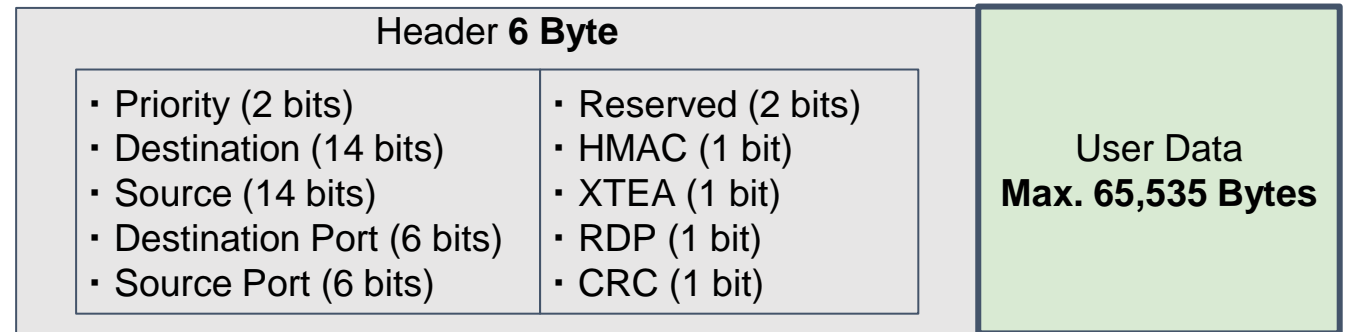 Header 6 Byte
・Priority (2 bits)
・Destination (14 bits)
・Source (14 bits)
・Destination Port (6 bits)
・Source Port (6 bits)
・Reserved (2 bits)
・HMAC (1 bit)
・XTEA (1 bit)
・RDP (1 bit)
・CRC (1 bit)
User Data
Max. 65,535 Bytes